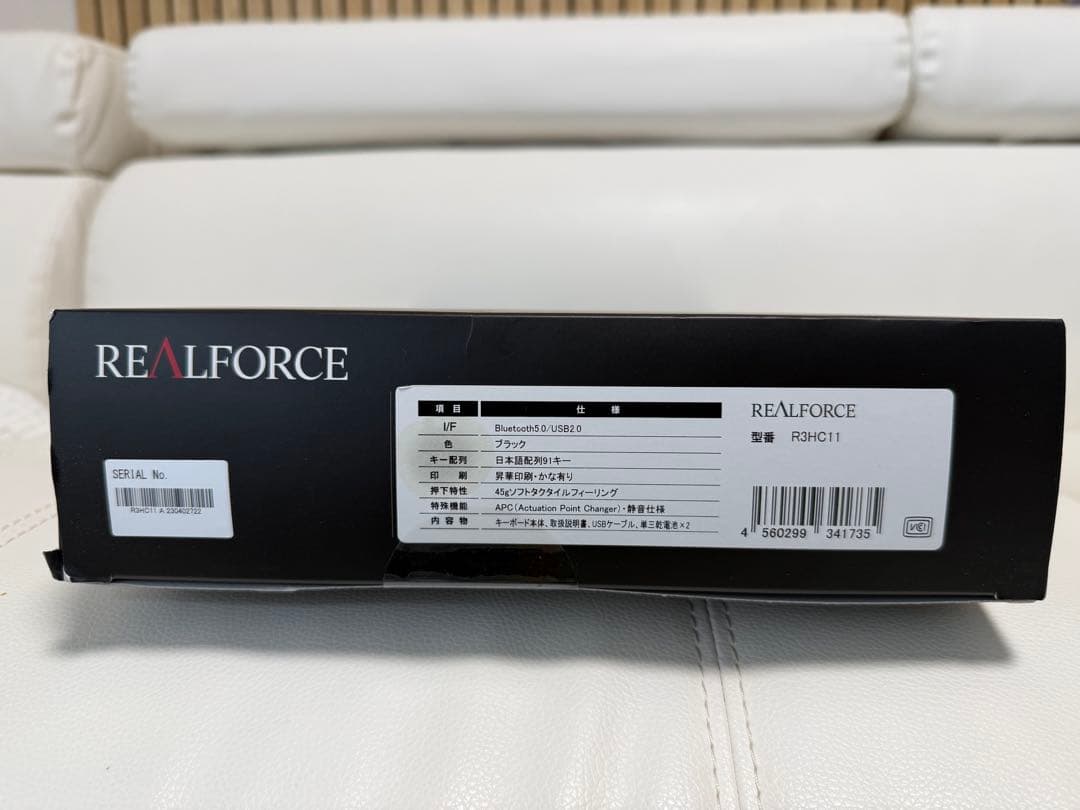 REALFORCE
SERIAL No.
R3HC11 A 230402722
項目 仕様
I/F Bluetooth5.0/USB2.0
色 ブラック
キー配列 日本語配列91キー
印刷 昇華印刷・かな有り
押下特性 45gソフトタクタイルフィーリング
特殊機能 APC(Actuation Point Changer)・静音仕様
内容物 キーボード本体、取扱説明書、USBケーブル、単三乾電池×2
REALFORCE
型番 R3HC11
4 560299 341735
VCCI